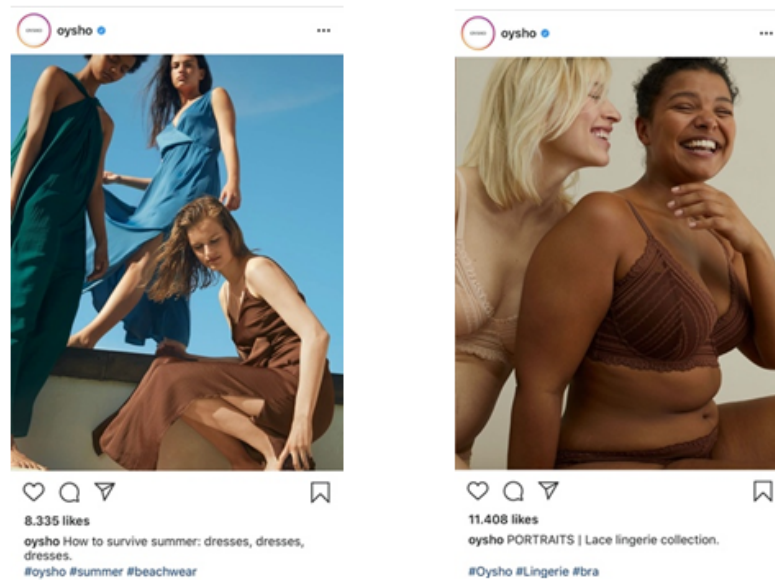 oysho
8.335 likes
oysho How to survive summer: dresses, dresses,
dresses.
#oysho #summer #beachwear
oysho
11.408 likes
oysho PORTRAITS | Lace lingerie collection.
#Oysho #Lingerie #bra